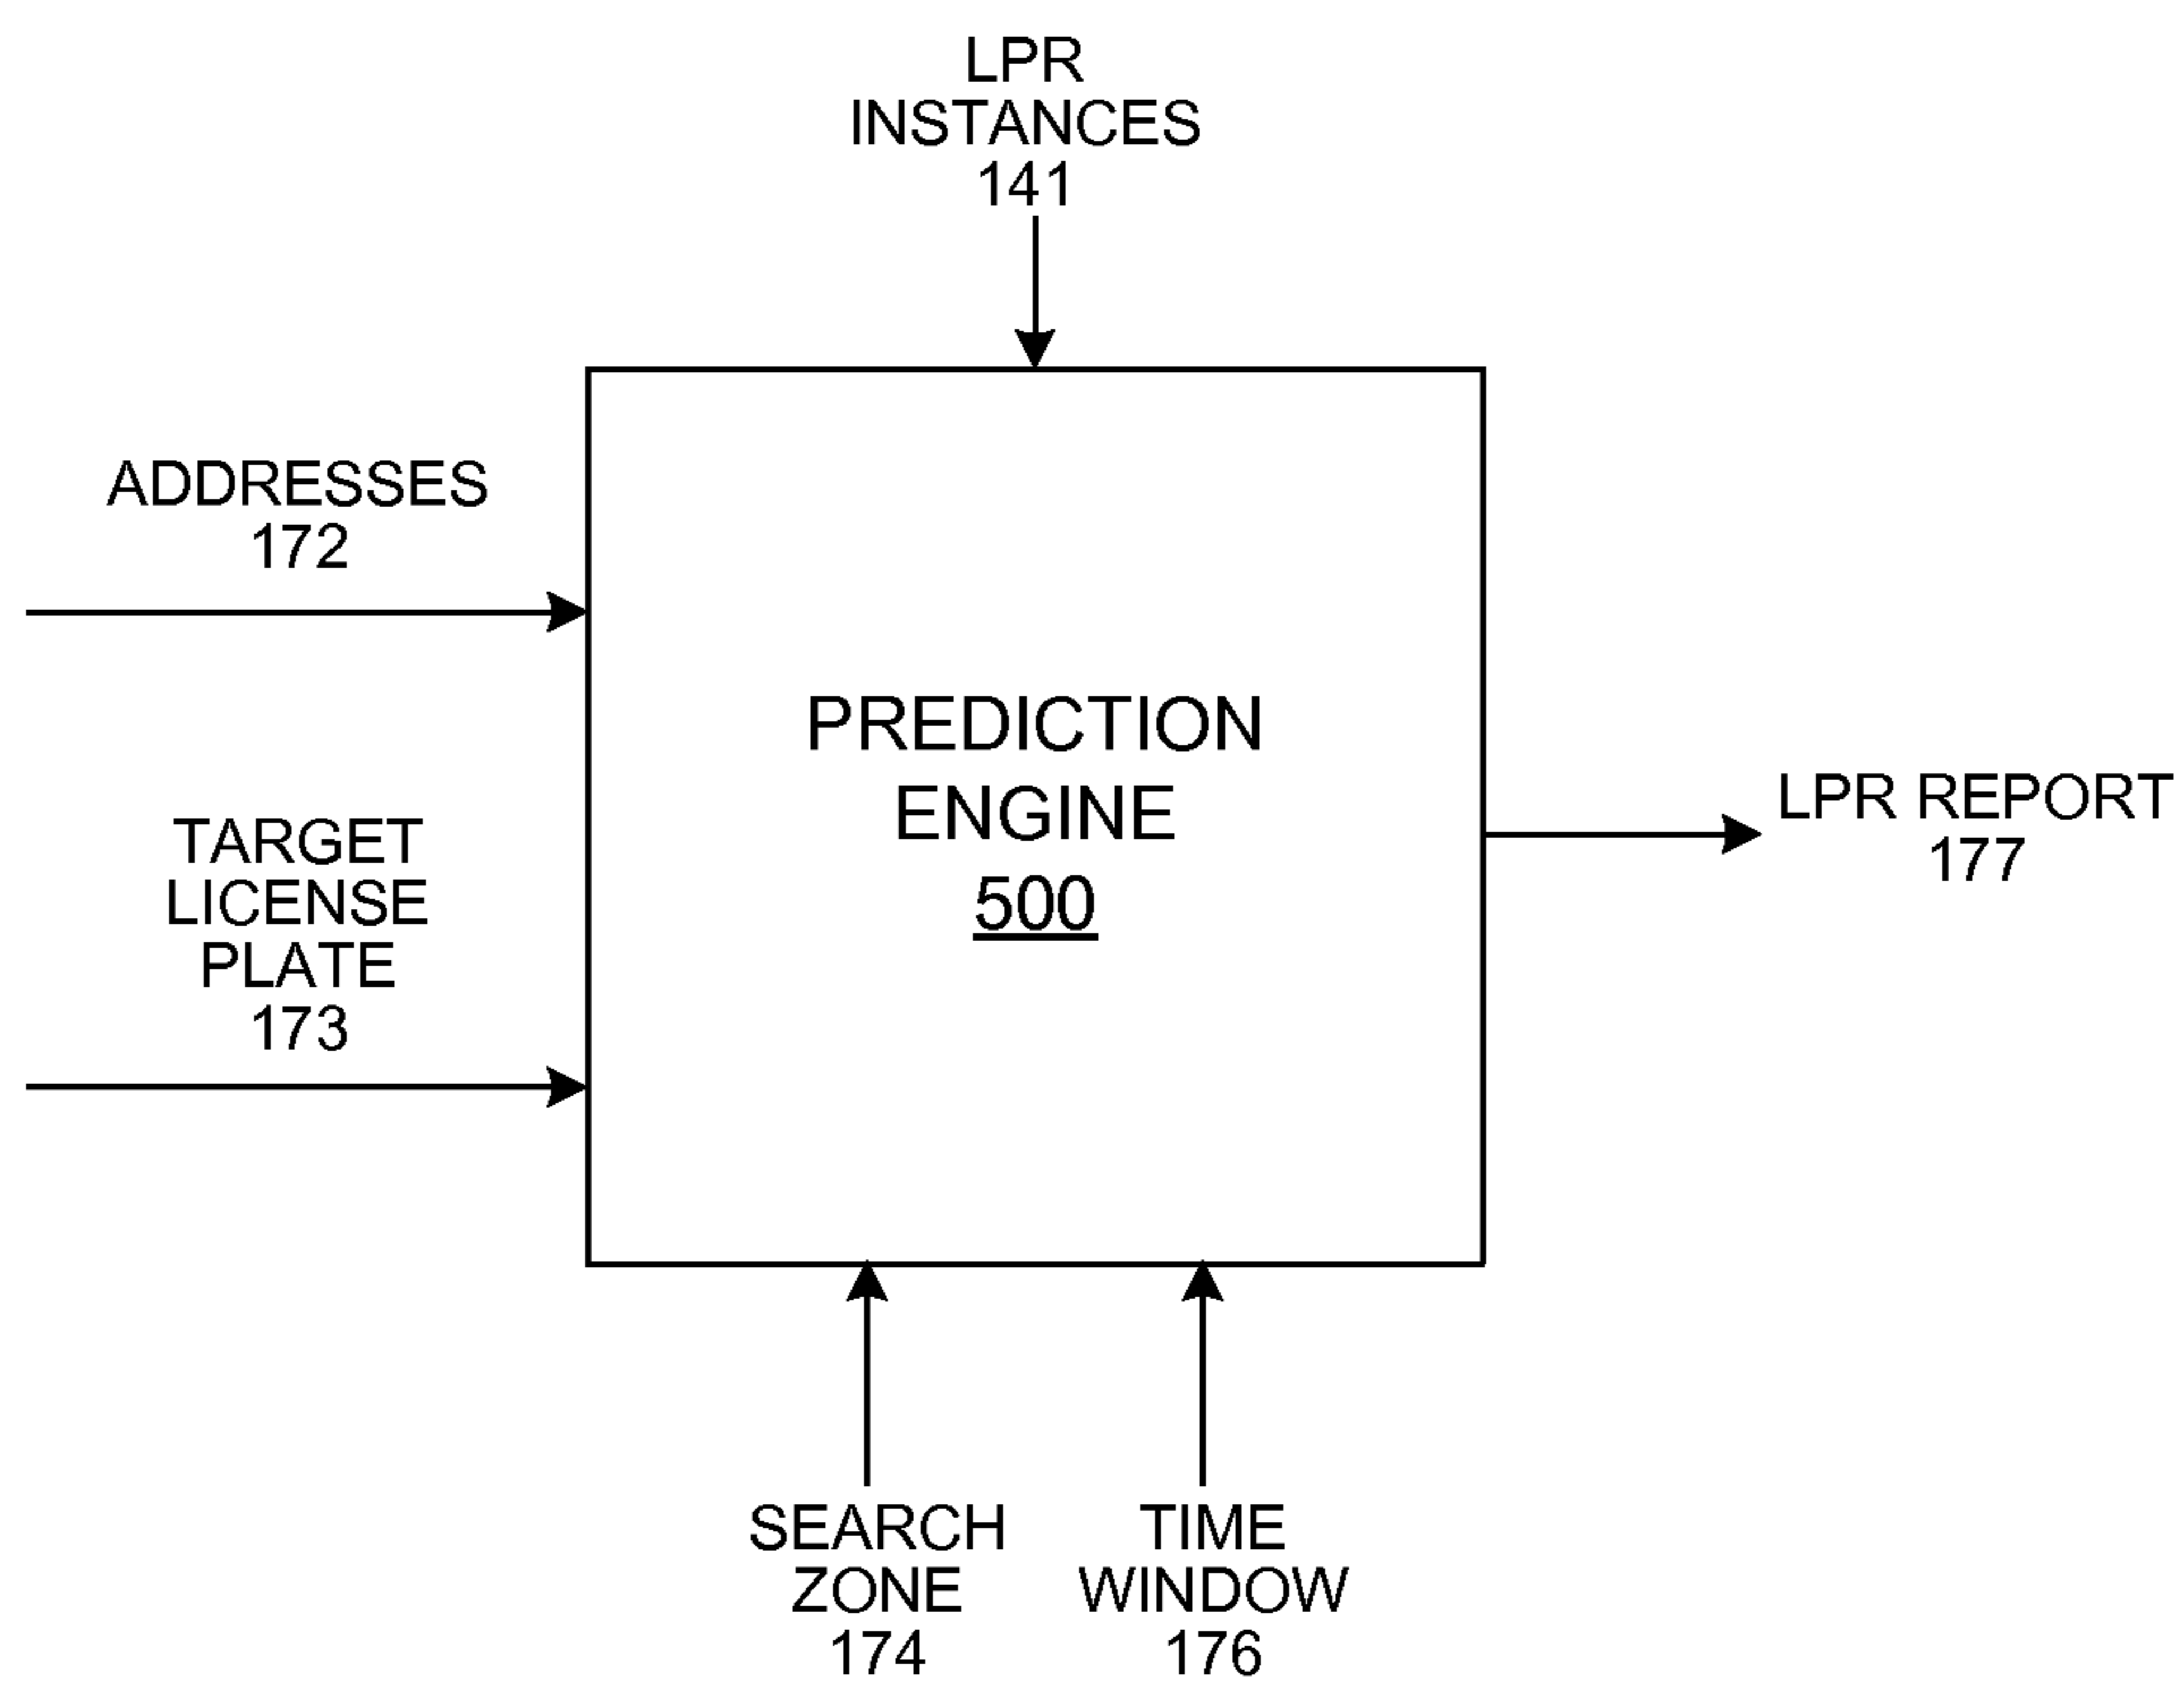 LPR
INSTANCES
141
ADDRESSES
172
TARGET
LICENSE
PLATE
173
PREDICTION
ENGINE
500
LPR REPORT
177
SEARCH
ZONE
174
TIME
WINDOW
176